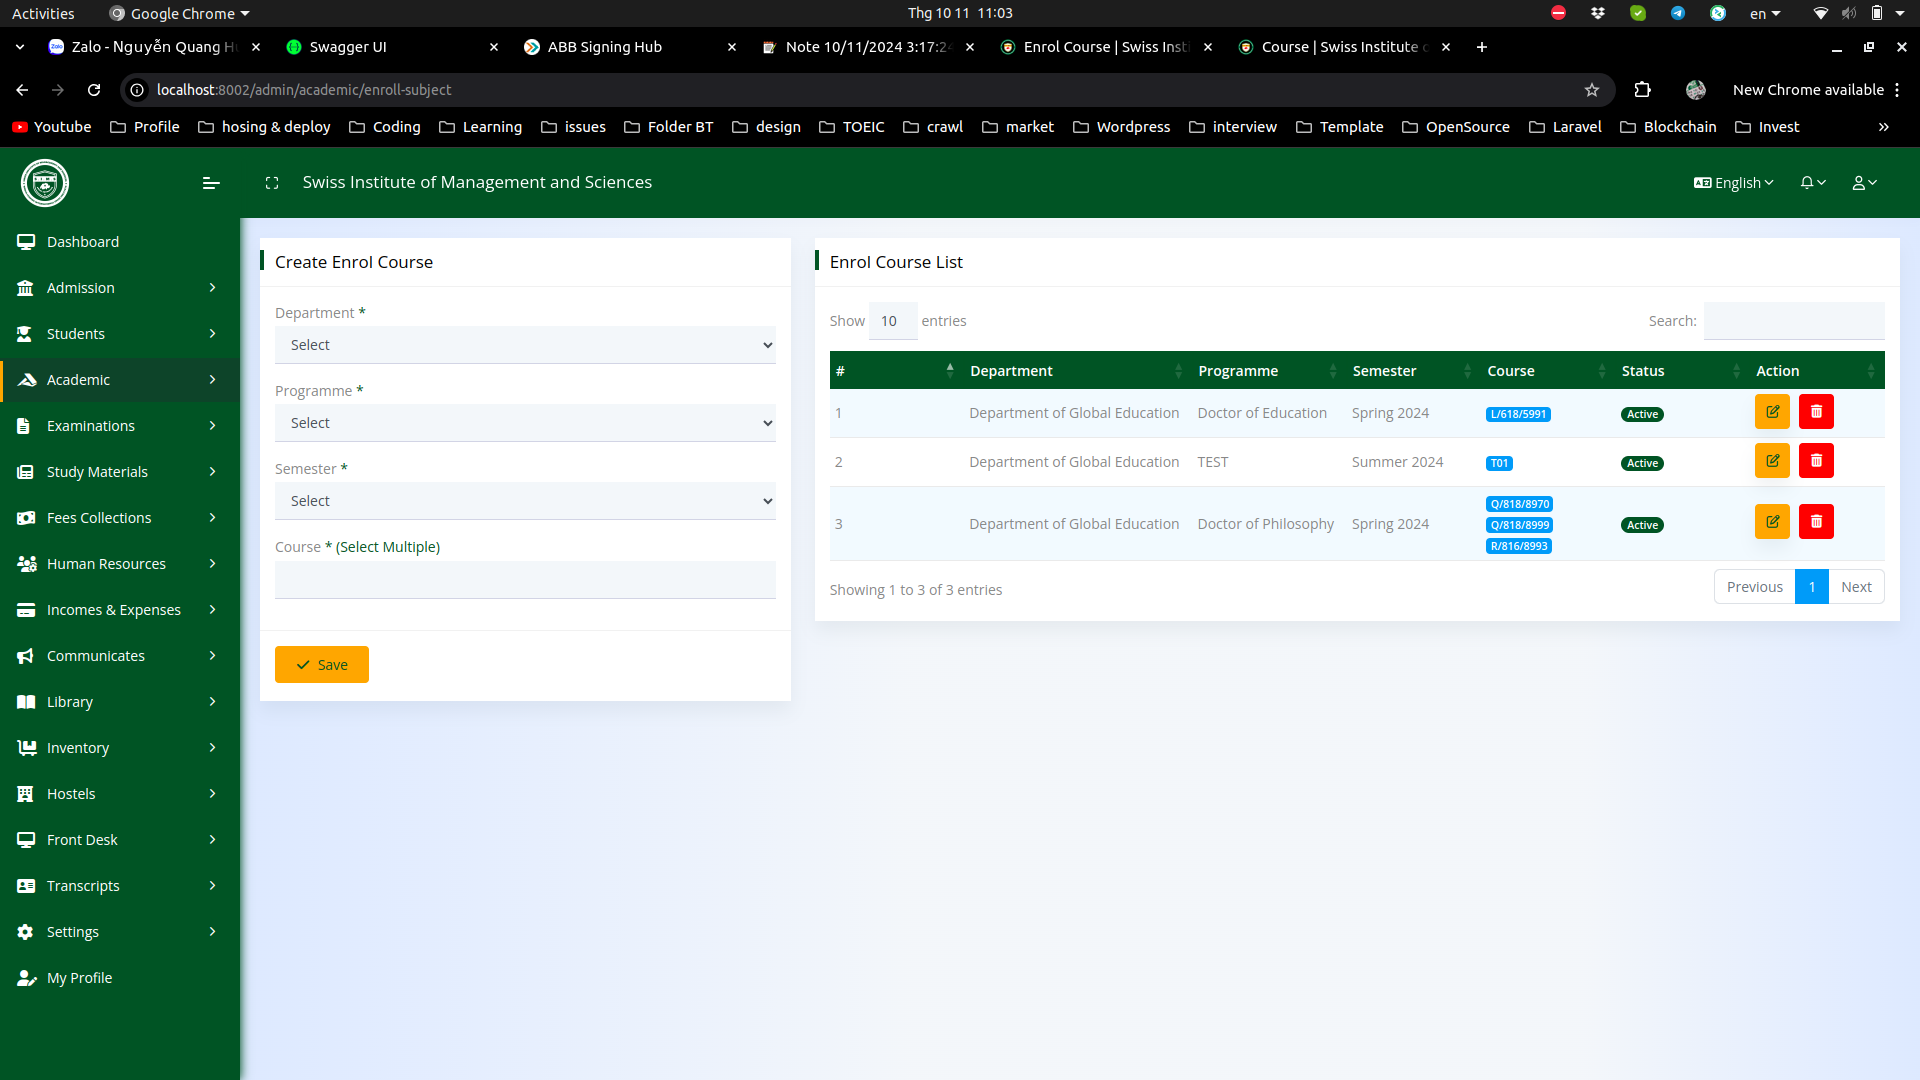 Activities
Google Chrome
Thg 10 11 11:03
en
Zalo - Nguyễn Quang H
Swagger UI
ABB Signing Hub
Note 10/11/2024 3:17:24
Enrol Course | Swiss Inst
Course | Swiss Institute o
localhost:8002/admin/academic/enroll-subject
New Chrome available
Youtube
Profile
hosing & deploy
Coding
Learning
issues
Folder BT
design
TOEIC
crawl
market
Wordpress
interview
Template
OpenSource
Laravel
Blockchain
Invest
Swiss Institute of Management and Sciences
English
Dashboard
Admission
Students
Academic
Examinations
Study Materials
Fees Collections
Human Resources
Incomes & Expenses
Communicates
Library
Inventory
Hostels
Front Desk
Transcripts
Settings
My Profile
Create Enrol Course
Department *
Select
Programme *
Select
Semester *
Select
Course * (Select Multiple)
Save
Enrol Course List
Show 10 entries
Search:
# Department Programme Semester Course Status Action
1 Department of Global Education Doctor of Education Spring 2024 L/618/5991 Active
2 Department of Global Education TEST Summer 2024 T01 Active
3 Department of Global Education Doctor of Philosophy Spring 2024 Q/818/8970 Q/818/8999 R/816/8993 Active
Showing 1 to 3 of 3 entries
Previous 1 Next